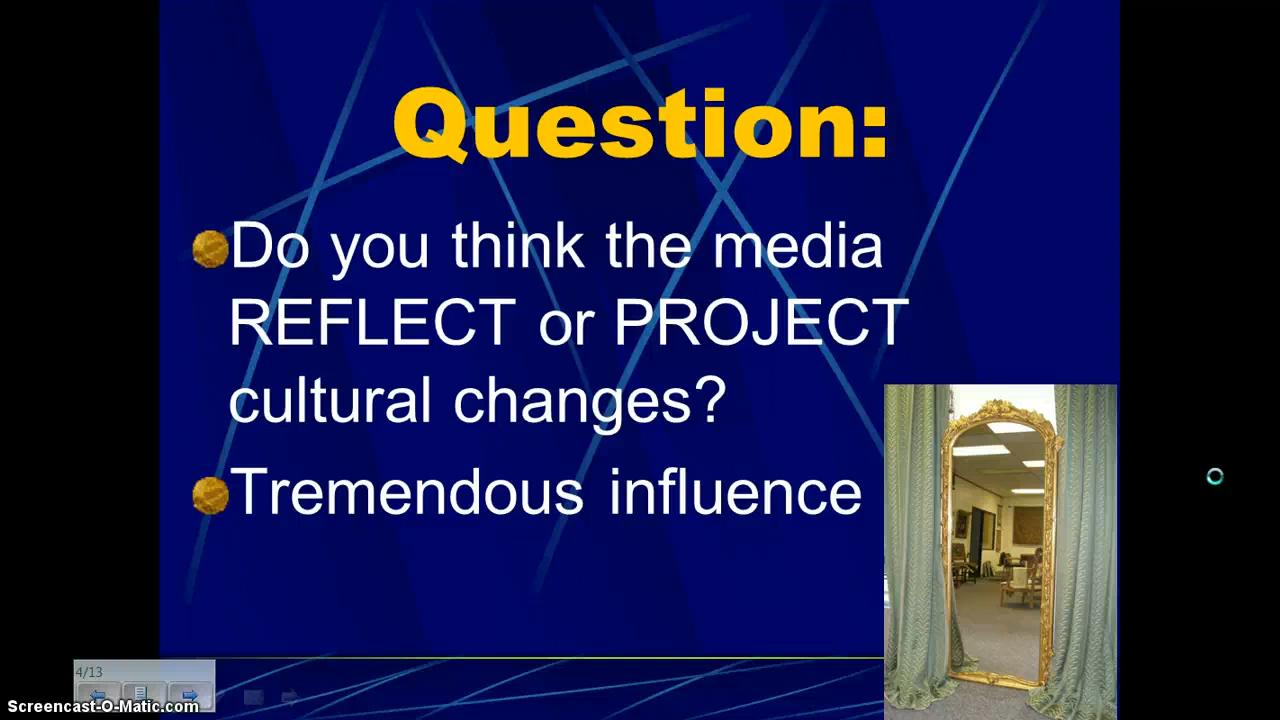 Question:
Do you think the media
REFLECT or PROJECT
cultural changes?
Tremendous influence
4/13
Screencast-O-Matic.com